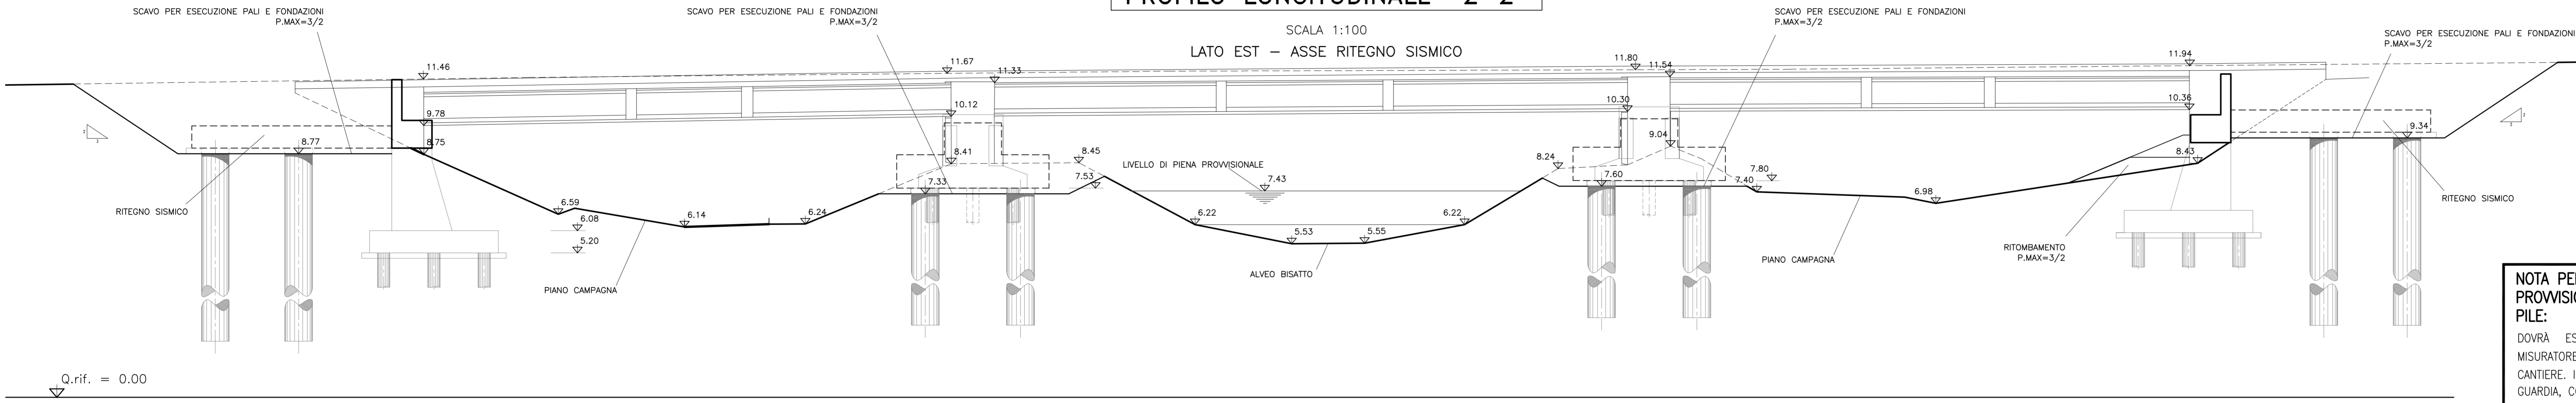 PROFILO LONGITUDINALE 2-2
SCALA 1:100
LATO EST – ASSE RITEGNO SISMICO
SCAVO PER ESECUZIONE PALI E FONDAZIONI
P.MAX=3/2
SCAVO PER ESECUZIONE PALI E FONDAZIONI
P.MAX=3/2
SCAVO PER ESECUZIONE PALI E FONDAZIONI
P.MAX=3/2
SCAVO PER ESECUZIONE PALI E FONDAZIONI
P.MAX=3/2
11.46
11.67
11.33
11.80
11.54
11.94
9.78
10.12
10.30
10.36
8.77
8.75
8.41
8.45
9.04
8.43
9.34
LIVELLO DI PIENA PROVVISIONALE
8.24
7.33
7.53
7.43
7.60
7.40
7.80
6.98
RITEGNO SISMICO
RITEGNO SISMICO
6.59
6.08
6.14
6.24
6.22
6.22
5.20
5.53
5.55
ALVEO BISATTO
PIANO CAMPAGNA
PIANO CAMPAGNA
RITOMBAMENTO
P.MAX=3/2
2
3
2
3
Q.rif. = 0.00
NOTA PE
PROVVISIO
PILE:
DOVRÀ ES
MISURATORE
CANTIERE. I
GUARDIA, CO